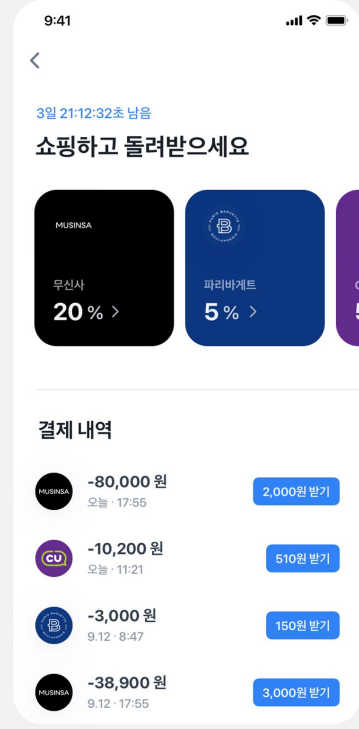 9:41
3일 21:12:32초 남음
쇼핑하고 돌려받으세요
MUSINSA
무신사
20 %
파리바게트
5 %
결제 내역
MUSINSA
-80,000 원
오늘 · 17:55
2,000원 받기
CU
-10,200 원
오늘 · 11:21
510원 받기
-3,000 원
9.12 · 8:47
150원 받기
MUSINSA
-38,900 원
9.12 · 17:55
3,000원 받기